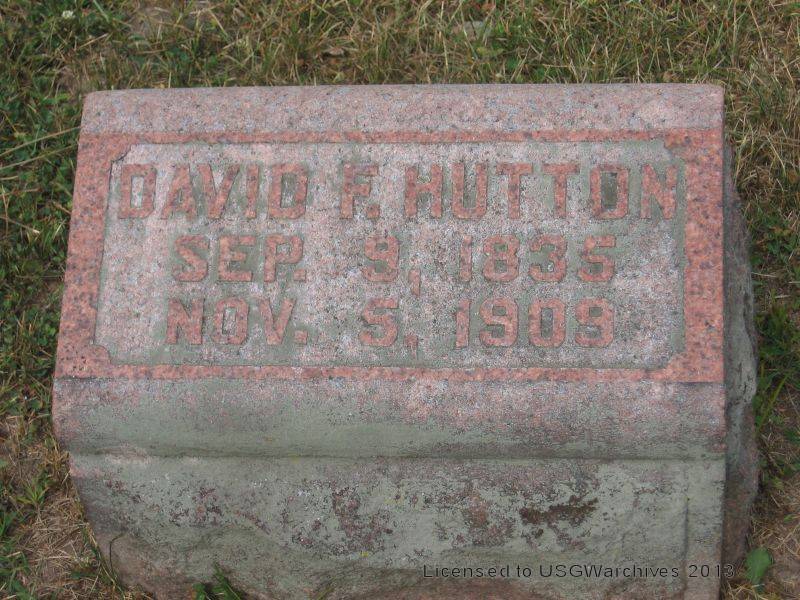 DAVID F. HUTTON
SEP. 9, 1835
NOV. 5, 1909
Licensed to USGWarchives 2013